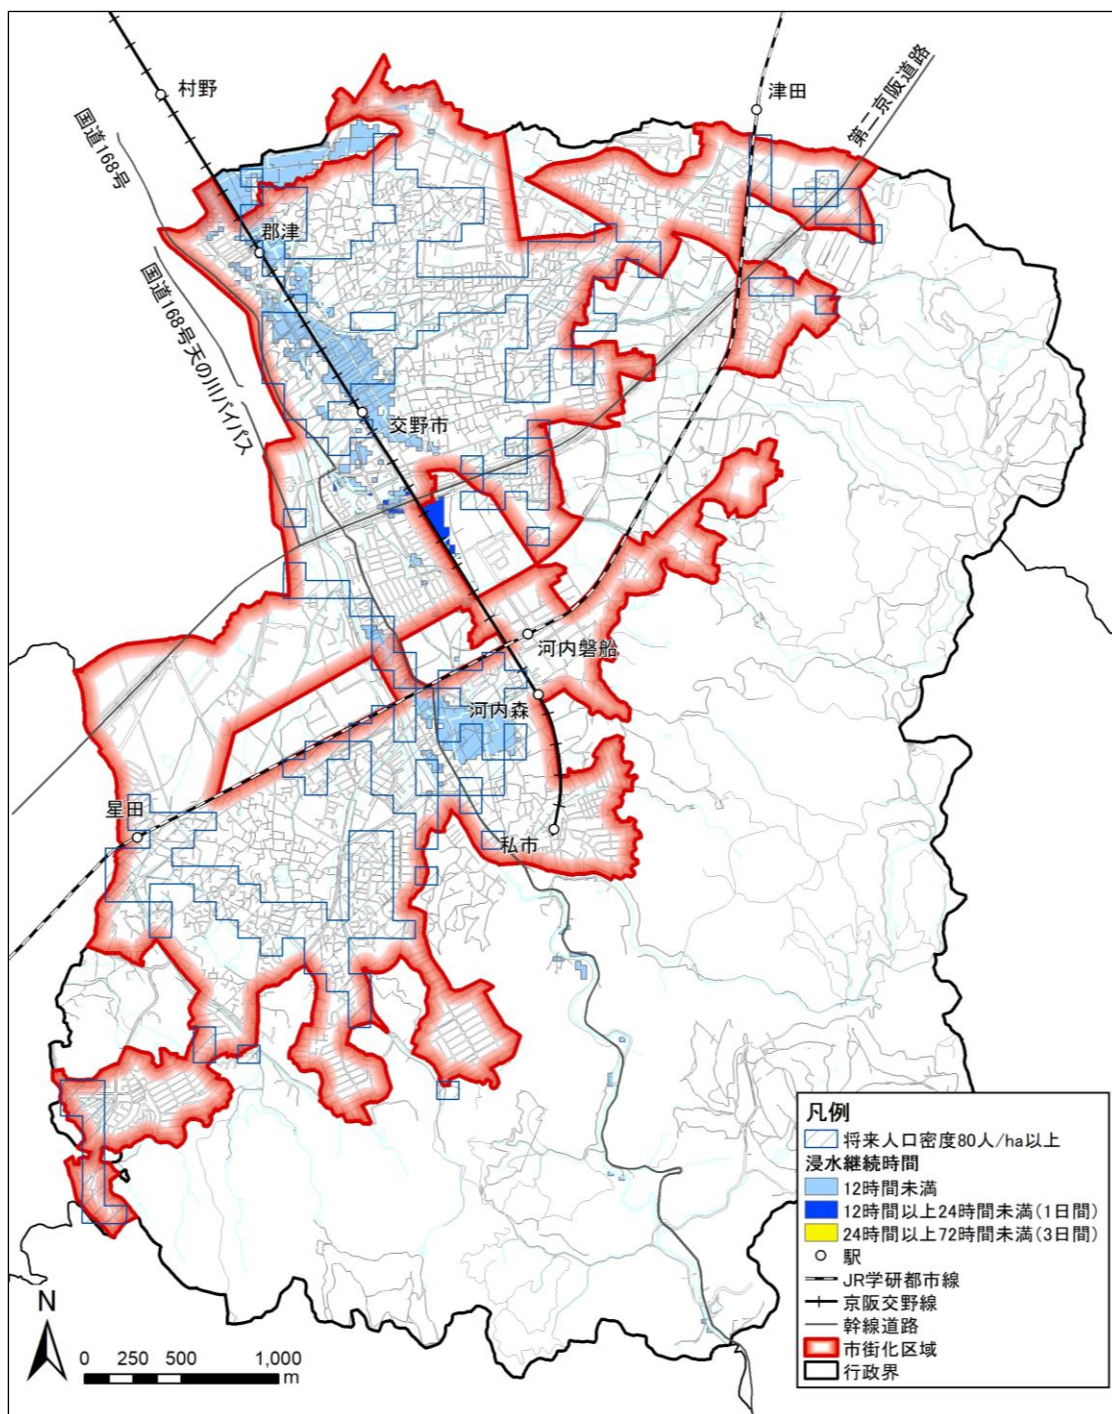 村野
津田
第二京阪道路
国道168号
郡津
国道168号天の川バイパス
交野市
河内磐船
河内森
星田
私市
凡例
将来人口密度80人/ha以上
浸水継続時間
12時間未満
12時間以上24時間未満(1日間)
24時間以上72時間未満(3日間)
駅
JR学研都市線
京阪交野線
幹線道路
市街化区域
行政界
N
0 250 500 1,000
m